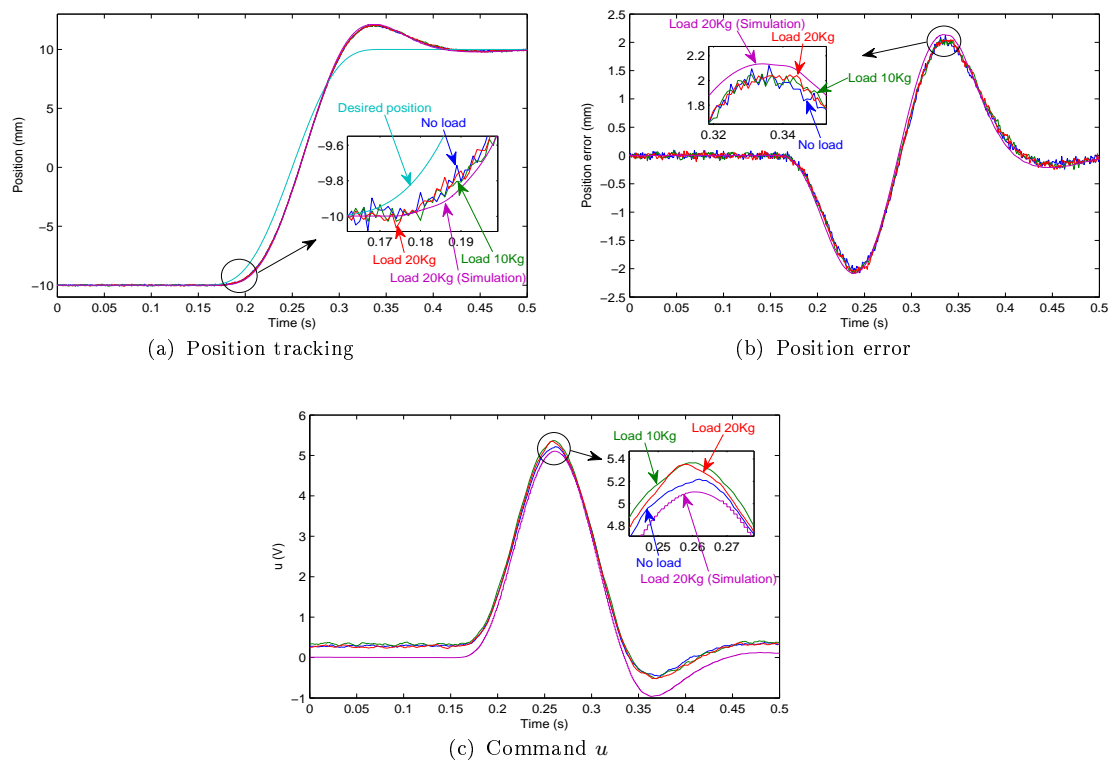 10
5
0
−5
−10
Position (mm)
Desired position
No load
−9.6
−9.8
−10
0.17 0.18 0.19
Load 20Kg
Load 10Kg
Load 20Kg (Simulation)
0 0.05 0.1 0.15 0.2 0.25 0.3 0.35 0.4 0.45 0.5
Time (s)
(a) Position tracking
2.5
2
1.5
1
0.5
0
−0.5
−1
−1.5
−2
−2.5
Position error (mm)
Load 20Kg (Simulation)
Load 20Kg
Load 10Kg
No load
2.2
2
1.8
0.32 0.34
0 0.05 0.1 0.15 0.2 0.25 0.3 0.35 0.4 0.45 0.5
Time (s)
(b) Position error
6
5
4
3
2
1
0
−1
u (V)
Load 20Kg
Load 10Kg
5.4
5.2
5
4.8
0.25 0.26 0.27
No load
Load 20Kg (Simulation)
0 0.05 0.1 0.15 0.2 0.25 0.3 0.35 0.4 0.45 0.5
Time (s)
(c) Command u